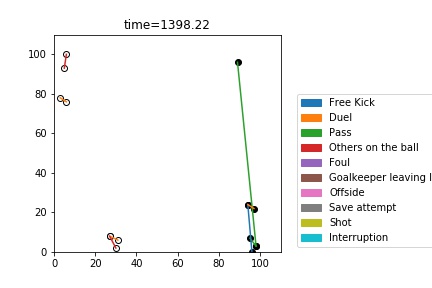 time=1398.22
100
80
60
40
20
0
0 20 40 60 80 100
Free Kick
Duel
Pass
Others on the ball
Foul
Goalkeeper leaving l
Offside
Save attempt
Shot
Interruption